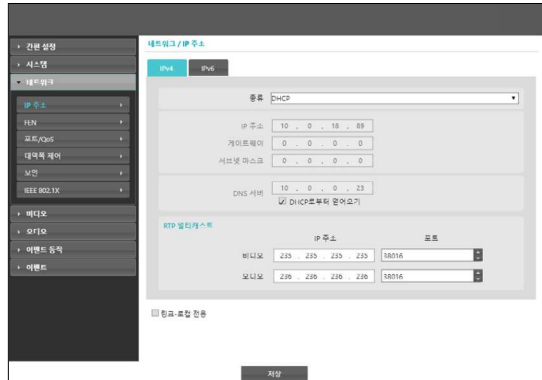 간편 설정
시스템
네트워크
IP 주소
FEN
포트/QoS
대역폭 제어
보안
IEEE 802.1X
비디오
오디오
이벤트 동작
이벤트
네트워크 / IP 주소
IPv4 IPv6
종류 DHCP
IP 주소 10 . 0 . 18 . 89
게이트웨이 0 . 0 . 0 . 0
서브넷 마스크 0 . 0 . 0 . 0
DNS 서버 10 . 0 . 0 . 23
DHCP로부터 얻어오기
RTP 멀티캐스트
IP 주소 포트
비디오 235 . 235 . 235 . 235 38016
오디오 236 . 236 . 236 . 236 38016
링크-로컬 전용
저장